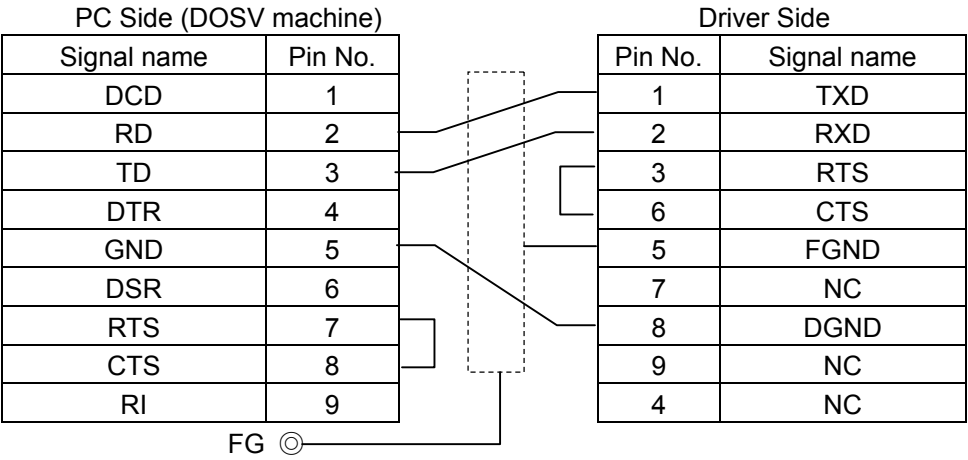 PC Side (DOSV machine) Driver Side
Signal name Pin No. Pin No. Signal name
DCD 1 1 TXD
RD 2 2 RXD
TD 3 3 RTS
DTR 4 6 CTS
GND 5 5 FGND
DSR 6 7 NC
RTS 7 8 DGND
CTS 8 9 NC
RI 9 4 NC
FG